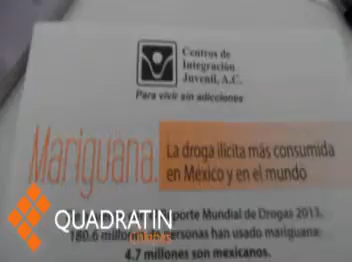 Centros de
Integración
Juvenil, A.C.
Para vivir sin adicciones
Mariguana.
La droga ilícita más consumida
en México y en el mundo
QUADRATIN
porte Mundial de Drogas 2013,
180.6 millones de personas han usado mariguana
4.7 millones son mexicanos.